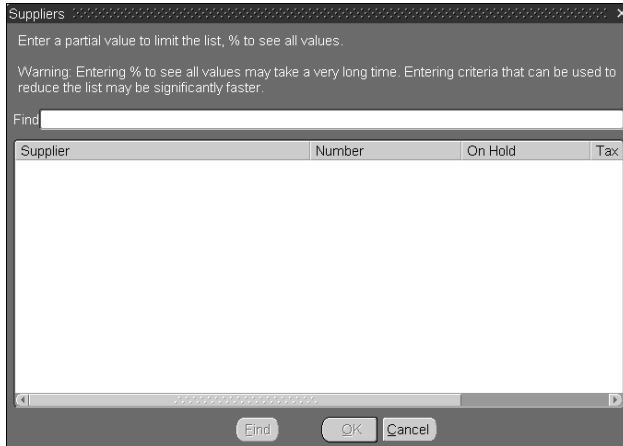 Suppliers
Enter a partial value to limit the list, % to see all values.
Warning: Entering % to see all values may take a very long time. Entering criteria that can be used to
reduce the list may be significantly faster.
Find
Supplier Number On Hold Tax
Find OK Cancel